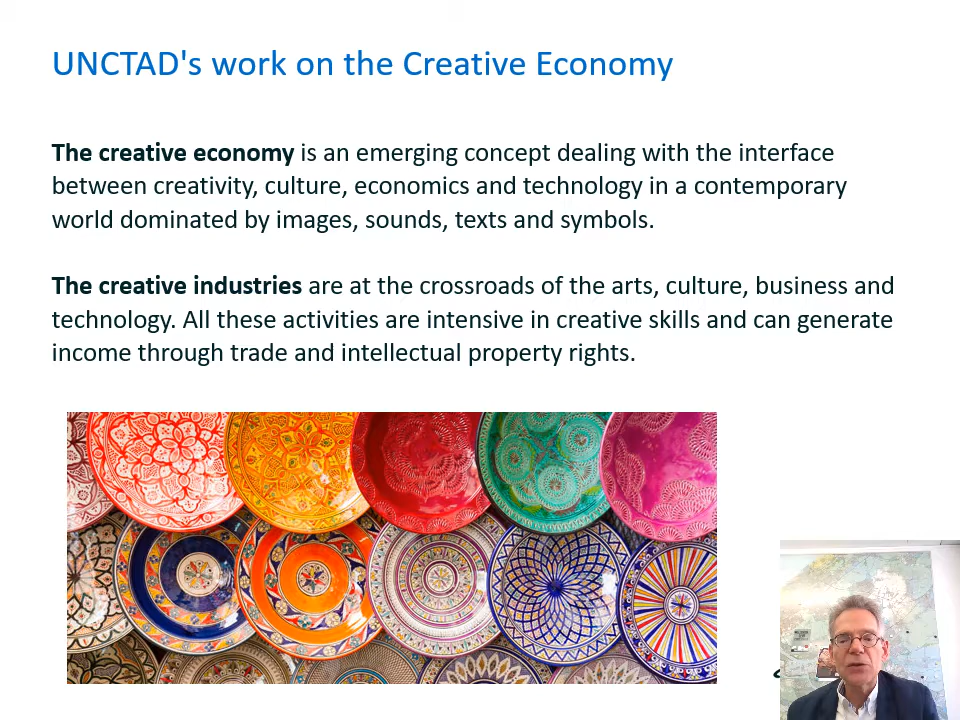 UNCTAD's work on the Creative Economy
The creative economy is an emerging concept dealing with the interface
between creativity, culture, economics and technology in a contemporary
world dominated by images, sounds, texts and symbols.
The creative industries are at the crossroads of the arts, culture, business and
technology. All these activities are intensive in creative skills and can generate
income through trade and intellectual property rights.